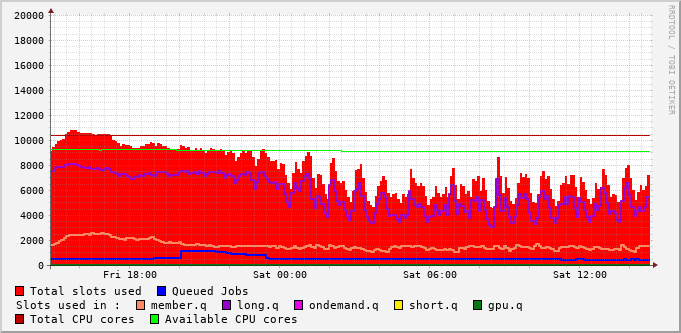 RRDTOOL / TOBI OETIKER
20000
18000
16000
14000
12000
10000
8000
6000
4000
2000
0
Fri 18:00 Sat 00:00 Sat 06:00 Sat 12:00
Total slots used Queued Jobs
Slots used in : member.q long.q ondemand.q short.q gpu.q
Total CPU cores Available CPU cores